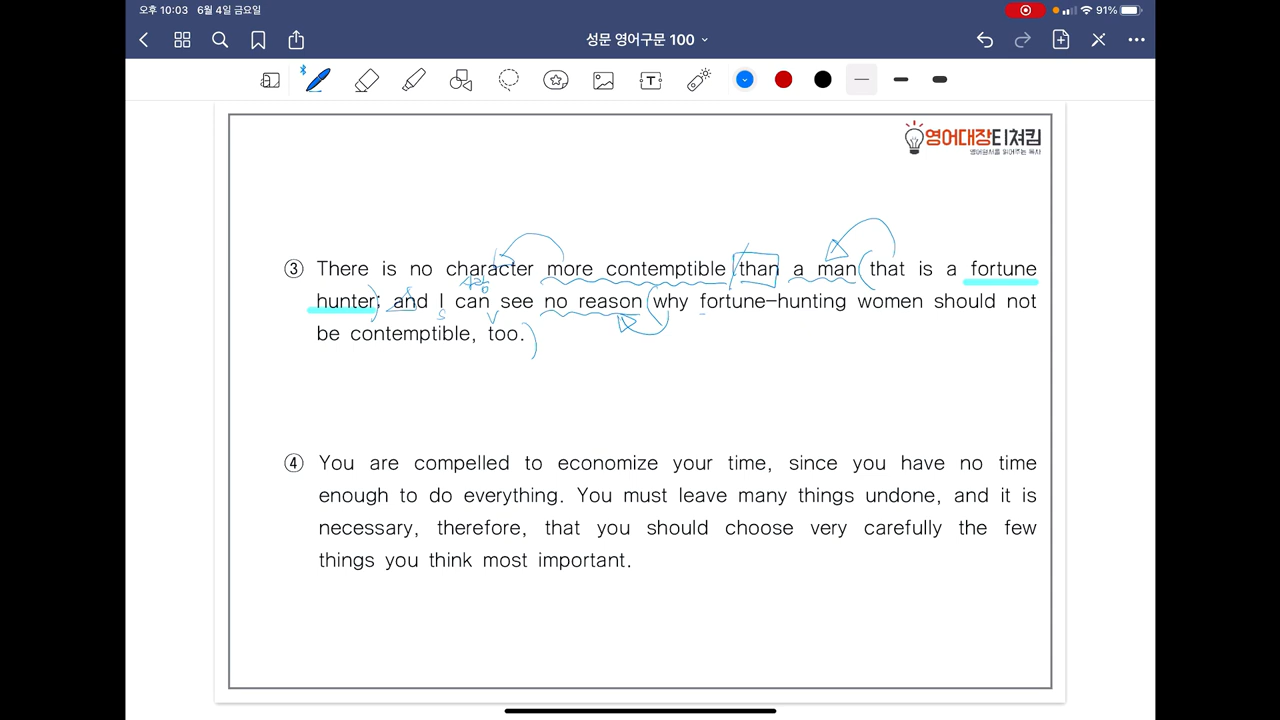 오후 10:03 6월 4일 금요일
91%
성문 영어구문 100
영어대장티쳐킴
③ There is no character more contemptible than a man that is a fortune
hunter; and I can see no reason why fortune-hunting women should not
be contemptible, too.
S V
④ You are compelled to economize your time, since you have no time
enough to do everything. You must leave many things undone, and it is
necessary, therefore, that you should choose very carefully the few
things you think most important.